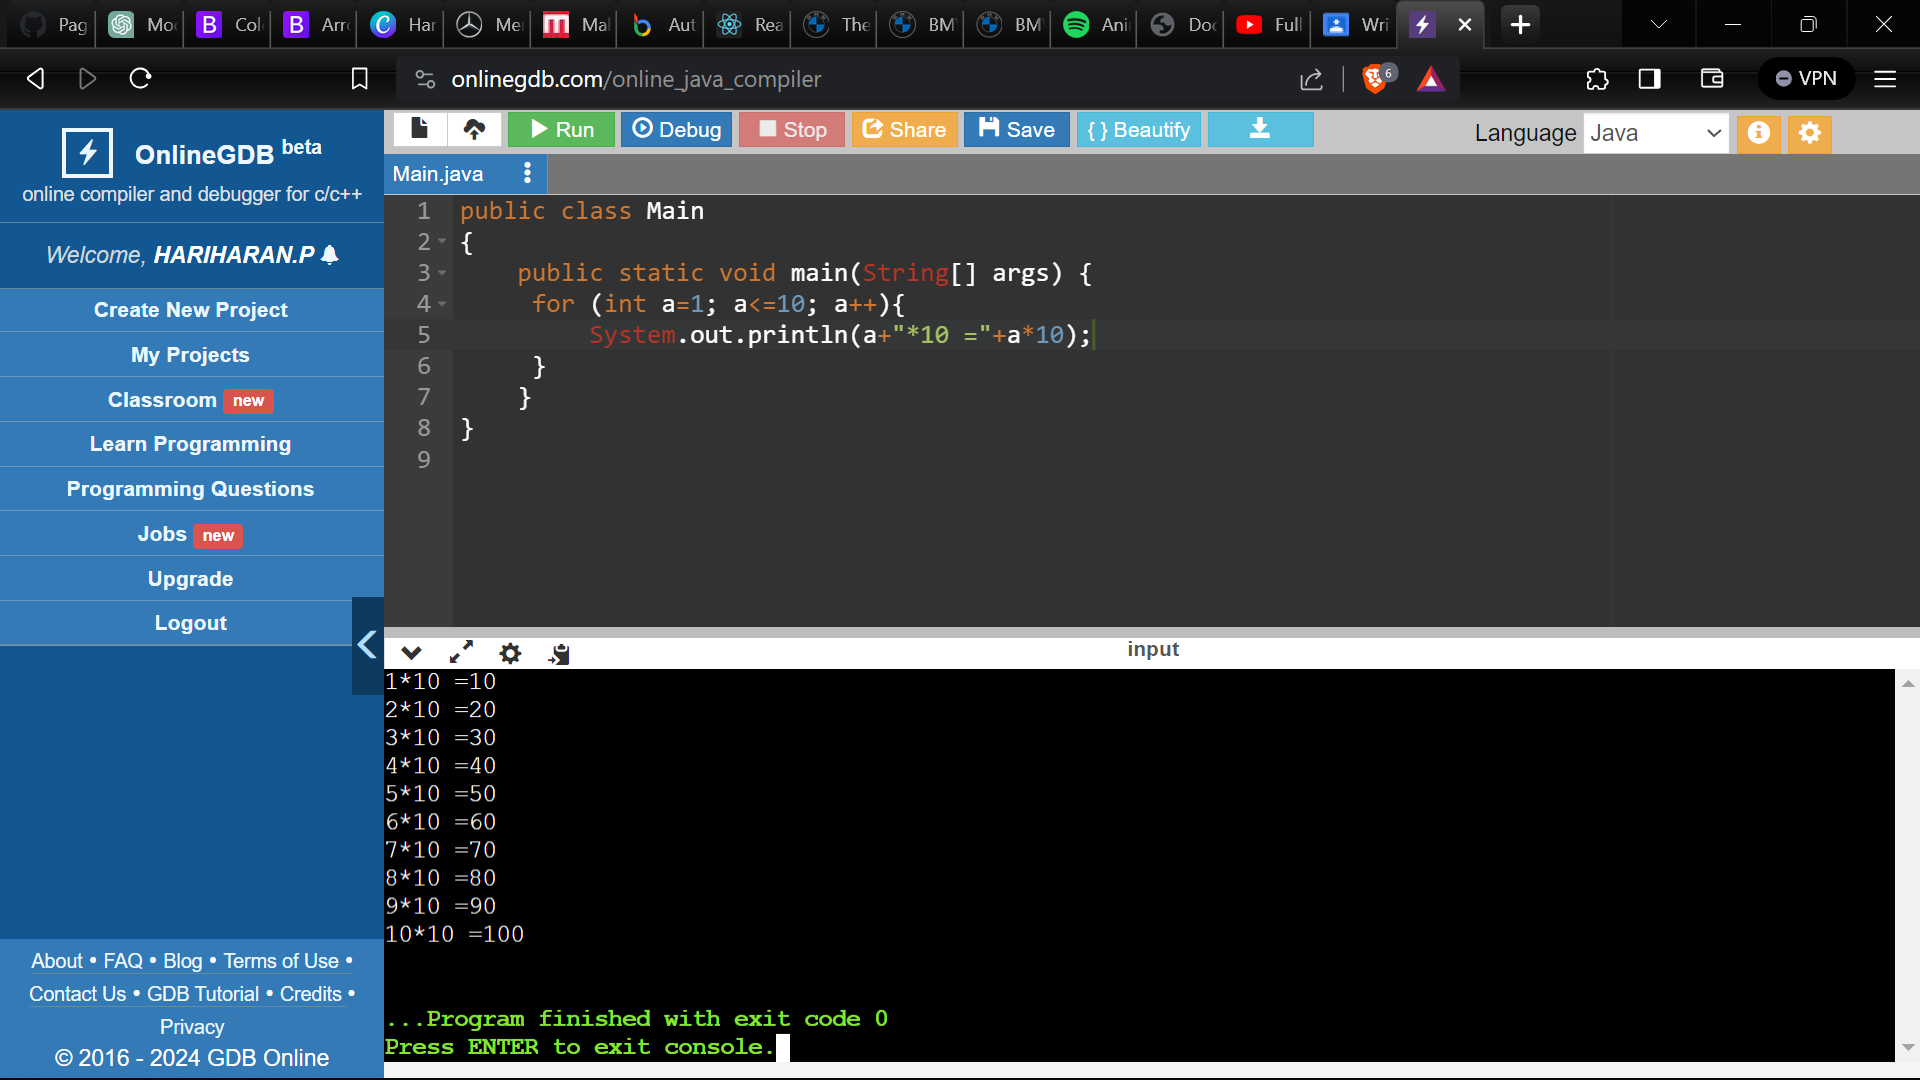 Pag Mo Col Arr Har Me Mal Aut Rea The BM BM Ani Doc Full Wri
onlinegdb.com/online_java_compiler 6 VPN
Run Debug Stop Share Save { } Beautify Language Java
OnlineGDB beta
online compiler and debugger for c/c++
Welcome, HARIHARAN.P
Create New Project
My Projects
Classroom new
Learn Programming
Programming Questions
Jobs new
Upgrade
Logout
About • FAQ • Blog • Terms of Use •
Contact Us • GDB Tutorial • Credits •
Privacy
© 2016 - 2024 GDB Online
Main.java
1 public class Main
2 {
3 public static void main(String[] args) {
4 for (int a=1; a<=10; a++){
5 System.out.println(a+"*10 ="+a*10);
6 }
7 }
8 }
9
input
1*10 =10
2*10 =20
3*10 =30
4*10 =40
5*10 =50
6*10 =60
7*10 =70
8*10 =80
9*10 =90
10*10 =100
...Program finished with exit code 0
Press ENTER to exit console.